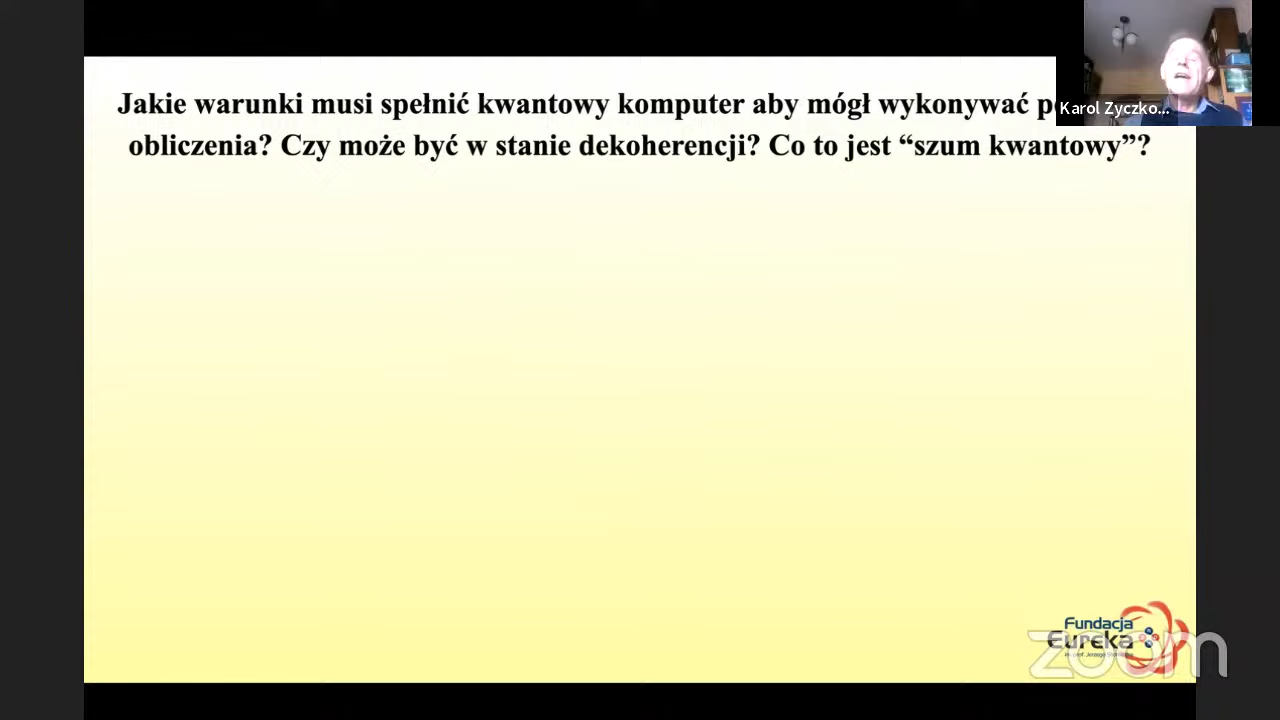 Jakie warunki musi spełnić kwantowy komputer aby mógł wykonywać
obliczenia? Czy może być w stanie dekoherencji? Co to jest “szum kwantowy”?
Karol Zyczko...
Fundacja
Eureka
zoom